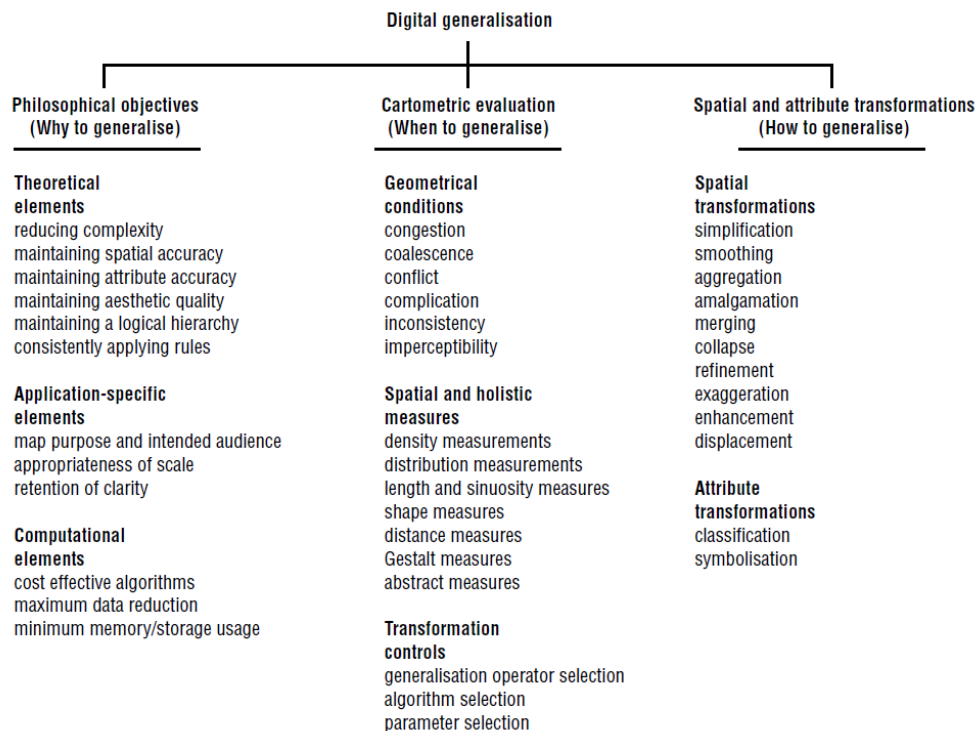 Digital generalisation
Philosophical objectives
(Why to generalise)
Theoretical
elements
reducing complexity
maintaining spatial accuracy
maintaining attribute accuracy
maintaining aesthetic quality
maintaining a logical hierarchy
consistently applying rules
Application-specific
elements
map purpose and intended audience
appropriateness of scale
retention of clarity
Computational
elements
cost effective algorithms
maximum data reduction
minimum memory/storage usage
Cartometric evaluation
(When to generalise)
Geometrical
conditions
congestion
coalescence
conflict
complication
inconsistency
imperceptibility
Spatial and holistic
measures
density measurements
distribution measurements
length and sinuosity measures
shape measures
distance measures
Gestalt measures
abstract measures
Transformation
controls
generalisation operator selection
algorithm selection
parameter selection
Spatial and attribute transformations
(How to generalise)
Spatial
transformations
simplification
smoothing
aggregation
amalgamation
merging
collapse
refinement
exaggeration
enhancement
displacement
Attribute
transformations
classification
symbolisation